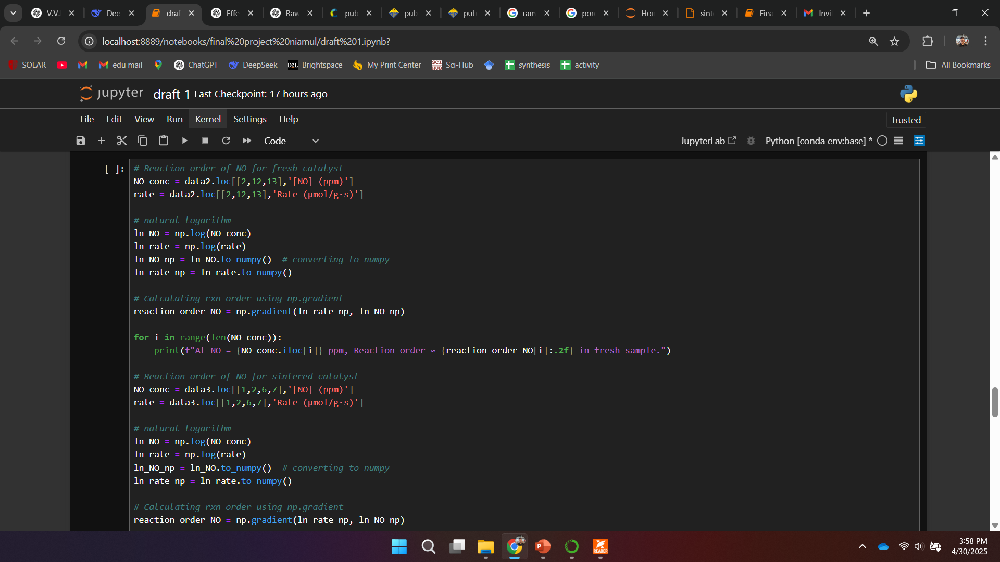 V.V.
Dee
draf
Effe
Raw
pub
pub
pub
ram
por
Hon
sint
Fina
Invi
localhost:8889/notebooks/final%20project%20niamul/draft%201.ipynb?
SOLAR
edu mail
ChatGPT
DeepSeek
D2L Brightspace
My Print Center
SCI HUB Sci-Hub
synthesis
activity
All Bookmarks
jupyter draft 1 Last Checkpoint: 17 hours ago
File Edit View Run Kernel Settings Help
Trusted
Code
JupyterLab
Python [conda env:base] *
[ ]:
# Reaction order of NO for fresh catalyst
NO_conc = data2.loc[[2,12,13],'[NO] (ppm)']
rate = data2.loc[[2,12,13],'Rate (μmol/g·s)']
# natural logarithm
ln_NO = np.log(NO_conc)
ln_rate = np.log(rate)
ln_NO_np = ln_NO.to_numpy()  # converting to numpy
ln_rate_np = ln_rate.to_numpy()
# Calculating rxn order using np.gradient
reaction_order_NO = np.gradient(ln_rate_np, ln_NO_np)
for i in range(len(NO_conc)):
    print(f"At NO = {NO_conc.iloc[i]} ppm, Reaction order ≈ {reaction_order_NO[i]:.2f} in fresh sample.")
# Reaction order of NO for sintered catalyst
NO_conc = data3.loc[[1,2,6,7],'[NO] (ppm)']
rate = data3.loc[[1,2,6,7],'Rate (μmol/g·s)']
# natural logarithm
ln_NO = np.log(NO_conc)
ln_rate = np.log(rate)
ln_NO_np = ln_NO.to_numpy()  # converting to numpy
ln_rate_np = ln_rate.to_numpy()
# Calculating rxn order using np.gradient
reaction_order_NO = np.gradient(ln_rate_np, ln_NO_np)
P
READER
3:58 PM
4/30/2025